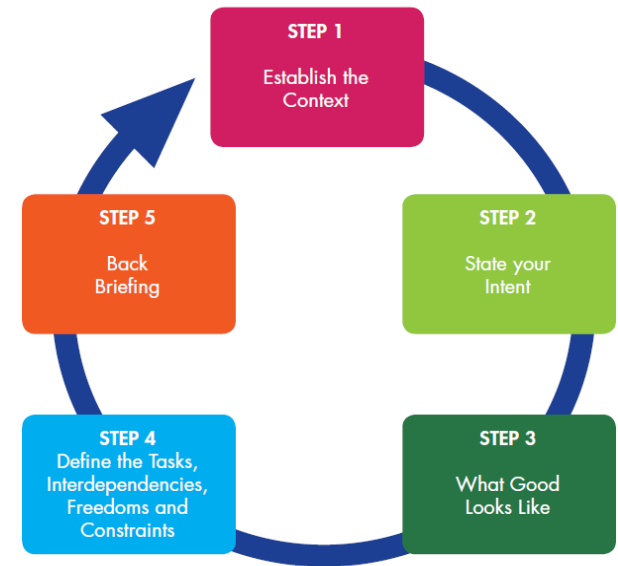 STEP 1
Establish the
Context
STEP 2
State your
Intent
STEP 3
What Good
Looks Like
STEP 4
Define the Tasks,
Interdependencies,
Freedoms and
Constraints
STEP 5
Back
Briefing